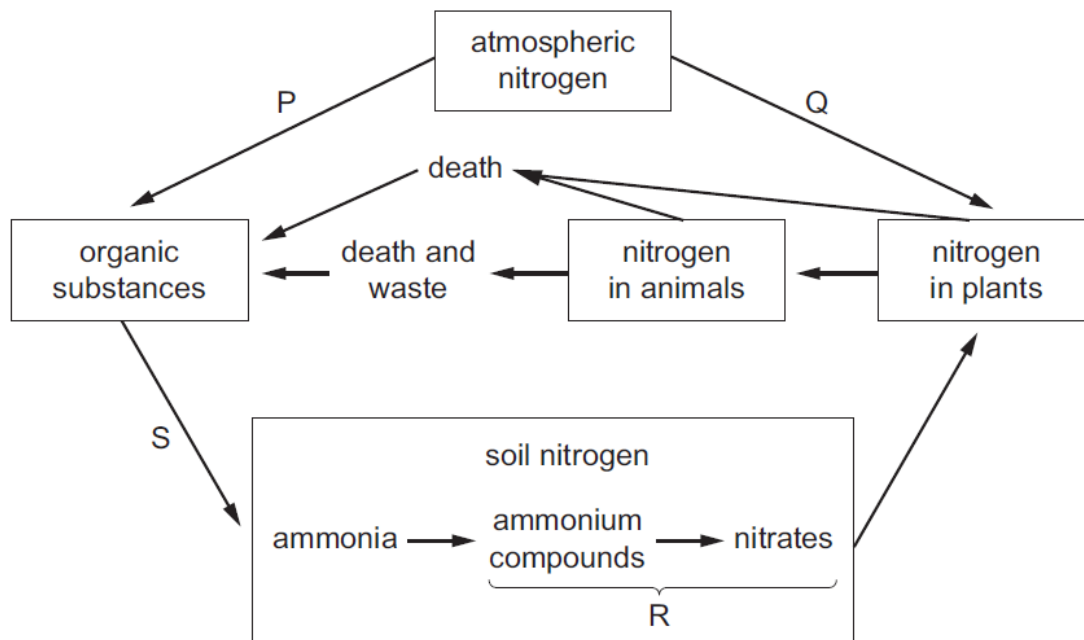 atmospheric
nitrogen
P
Q
death
organic
substances
death and
waste
nitrogen
in animals
nitrogen
in plants
S
soil nitrogen
ammonia
ammonium
compounds
nitrates
R